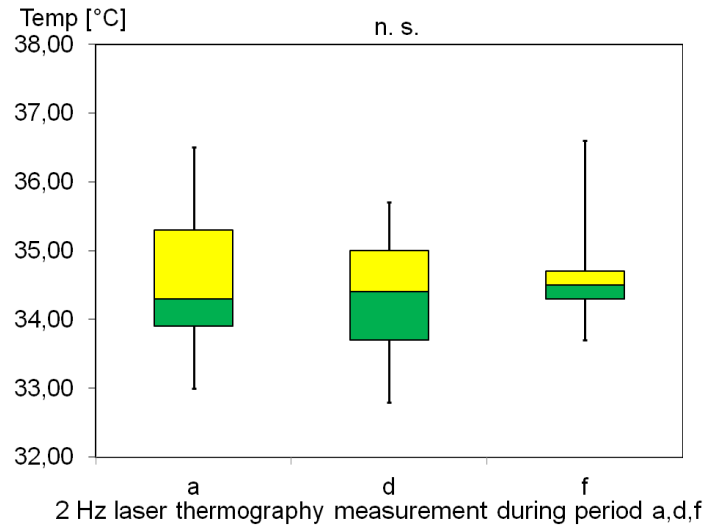 Temp [°C]
n. s.
38,00
37,00
36,00
35,00
34,00
33,00
32,00
a d f
2 Hz laser thermography measurement during period a,d,f